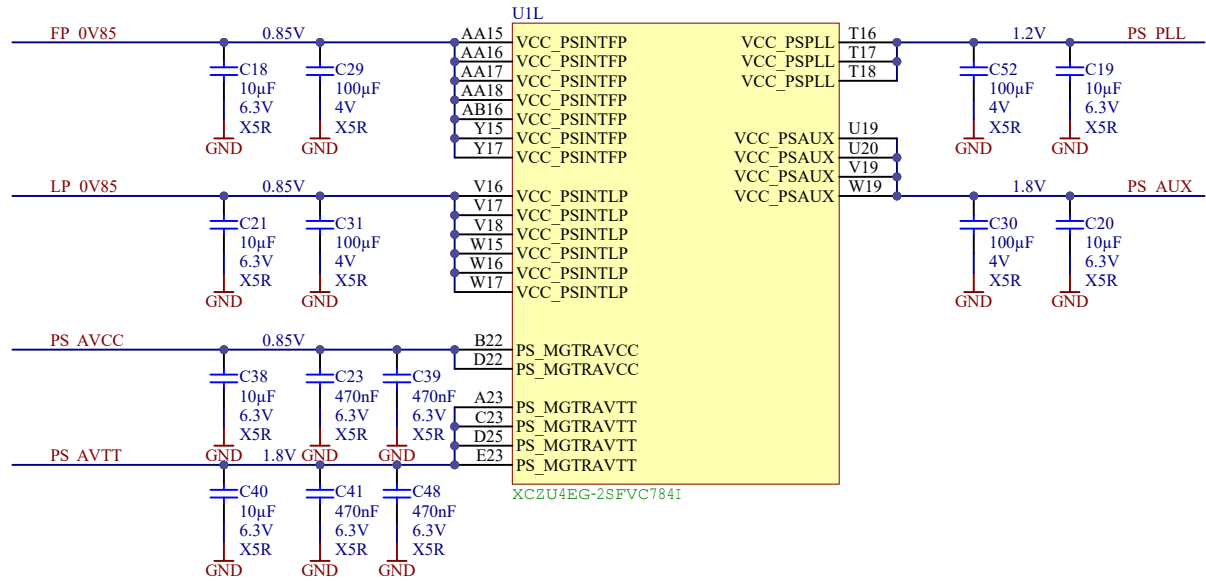 U1L
FP_0V85 0.85V AA15 VCC_PSINTFP VCC_PSPLL T16 1.2V PS_PLL
AA16 VCC_PSINTFP VCC_PSPLL T17
AA17 VCC_PSINTFP VCC_PSPLL T18
AA18 VCC_PSINTFP
AB16 VCC_PSINTFP
Y15 VCC_PSINTFP VCC_PSAUX U19
Y17 VCC_PSINTFP VCC_PSAUX U20
VCC_PSAUX V19
VCC_PSAUX W19 1.8V PS_AUX
C18
10µF
6.3V
X5R
GND
C29
100µF
4V
X5R
GND
C52
100µF
4V
X5R
GND
C19
10µF
6.3V
X5R
GND
LP_0V85 0.85V V16 VCC_PSINTLP
V17 VCC_PSINTLP
V18 VCC_PSINTLP
W15 VCC_PSINTLP
W16 VCC_PSINTLP
W17 VCC_PSINTLP
C21
10µF
6.3V
X5R
GND
C31
100µF
4V
X5R
GND
C30
100µF
4V
X5R
GND
C20
10µF
6.3V
X5R
GND
PS_AVCC 0.85V B22 PS_MGTRAVCC
D22 PS_MGTRAVCC
C38
10µF
6.3V
X5R
GND
C23
470nF
6.3V
X5R
GND
C39
470nF
6.3V
X5R
GND
A23 PS_MGTRAVTT
C23 PS_MGTRAVTT
D25 PS_MGTRAVTT
PS_AVTT 1.8V E23 PS_MGTRAVTT
C40
10µF
6.3V
X5R
GND
C41
470nF
6.3V
X5R
GND
C48
470nF
6.3V
X5R
GND
XCZU4EG-2SFVC784I